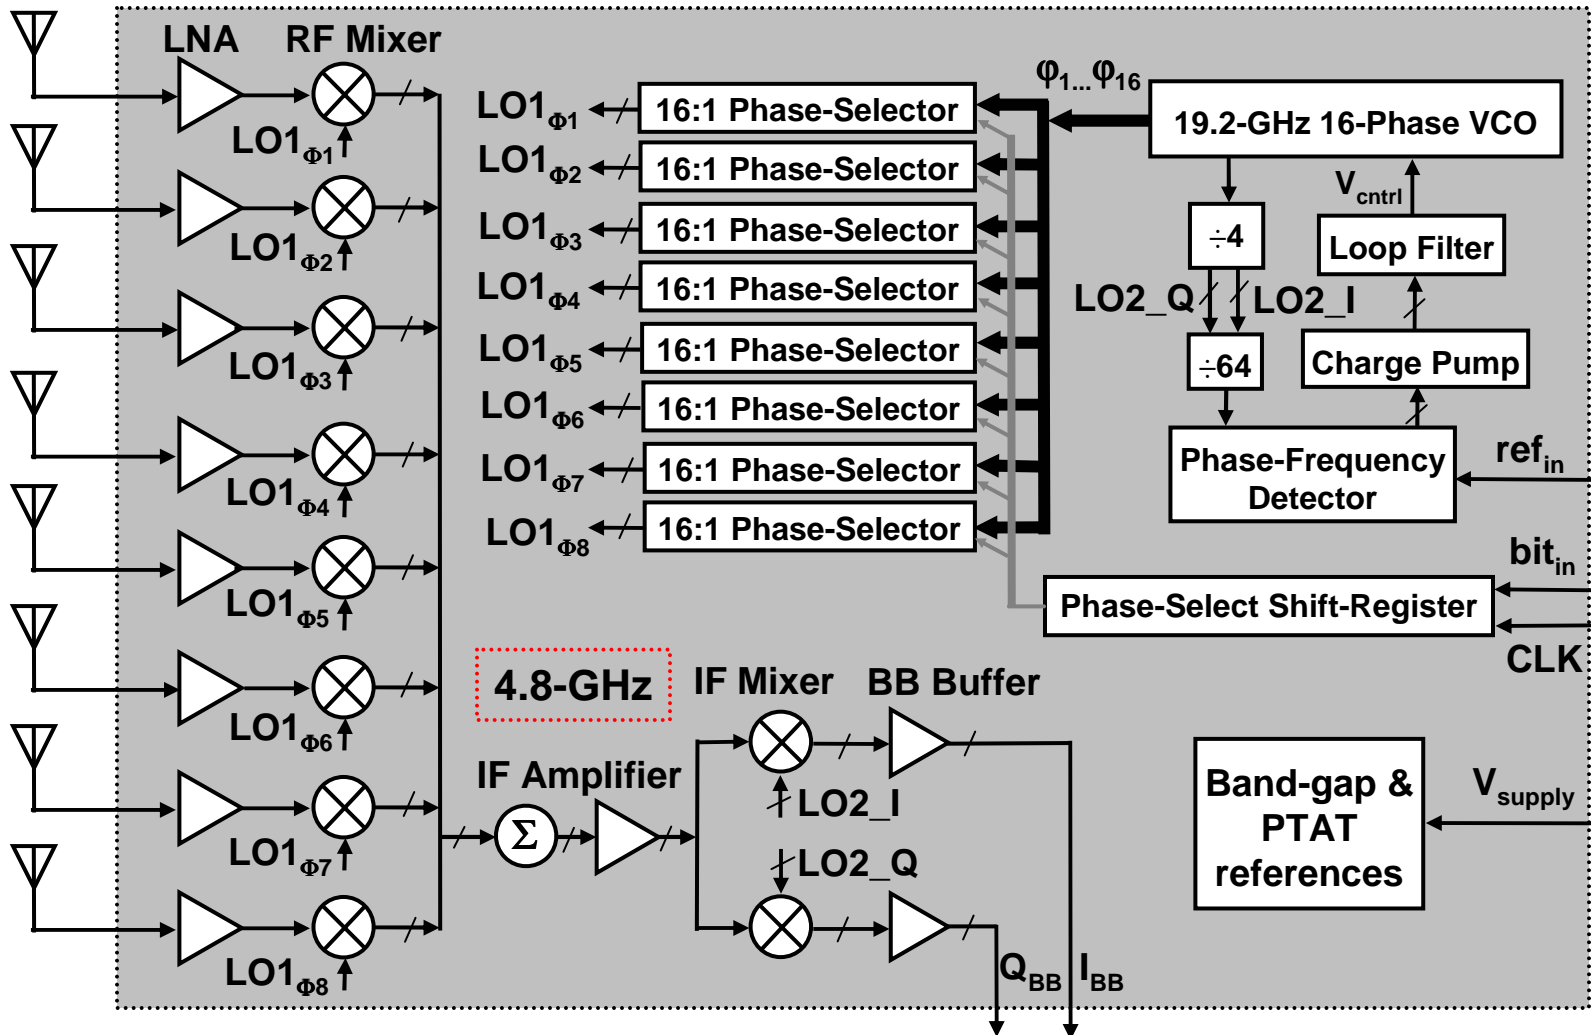 LNA RF Mixer
LO1Φ1
LO1Φ2
LO1Φ3
LO1Φ4
LO1Φ5
LO1Φ6
LO1Φ7
LO1Φ8
LO1Φ1 16:1 Phase-Selector
LO1Φ2 16:1 Phase-Selector
LO1Φ3 16:1 Phase-Selector
LO1Φ4 16:1 Phase-Selector
LO1Φ5 16:1 Phase-Selector
LO1Φ6 16:1 Phase-Selector
LO1Φ7 16:1 Phase-Selector
LO1Φ8 16:1 Phase-Selector
φ1...φ16
19.2-GHz 16-Phase VCO
Vcntrl
÷4
Loop Filter
LO2_Q LO2_I
÷64
Charge Pump
Phase-Frequency
Detector
refin
bitin
Phase-Select Shift-Register
CLK
4.8-GHz
IF Mixer BB Buffer
IF Amplifier
Σ
LO2_I
LO2_Q
QBB IBB
Band-gap &
PTAT
references
Vsupply